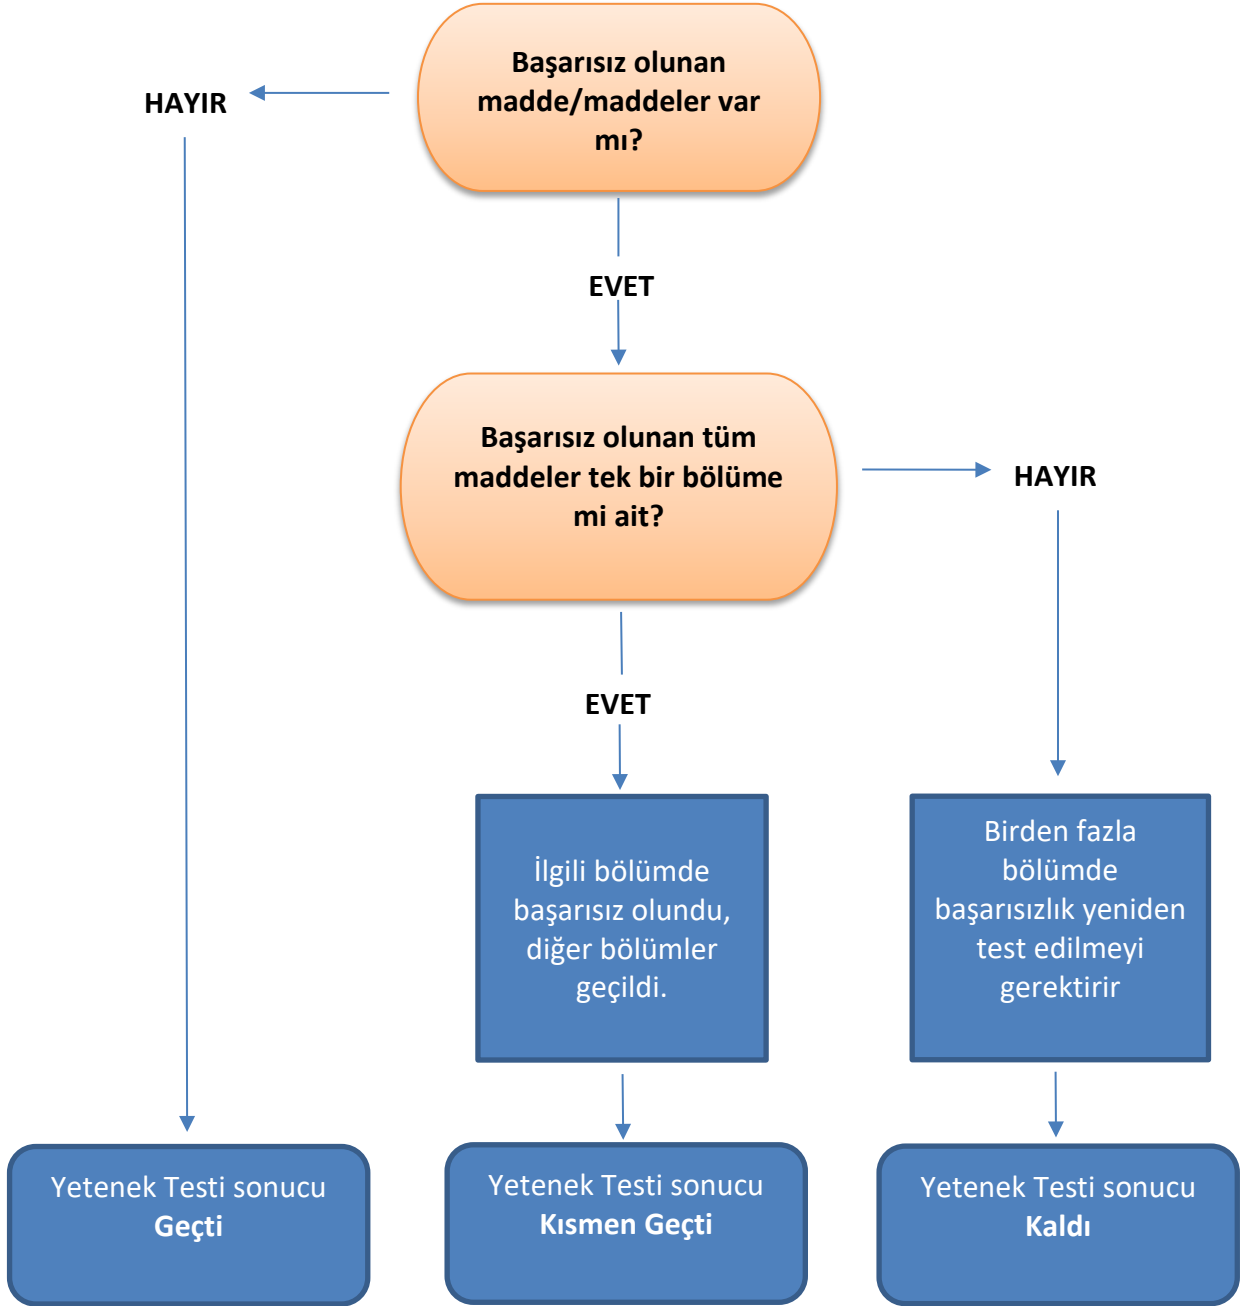 Başarısız olunan
madde/maddeler var
mı?
HAYIR
EVET
Başarısız olunan tüm
maddeler tek bir bölüme
mi ait?
HAYIR
EVET
İlgili bölümde
başarısız olundu,
diğer bölümler
geçildi.
Birden fazla
bölümde
başarısızlık yeniden
test edilmeyi
gerektirir
Yetenek Testi sonucu
Geçti
Yetenek Testi sonucu
Kısmen Geçti
Yetenek Testi sonucu
Kaldı